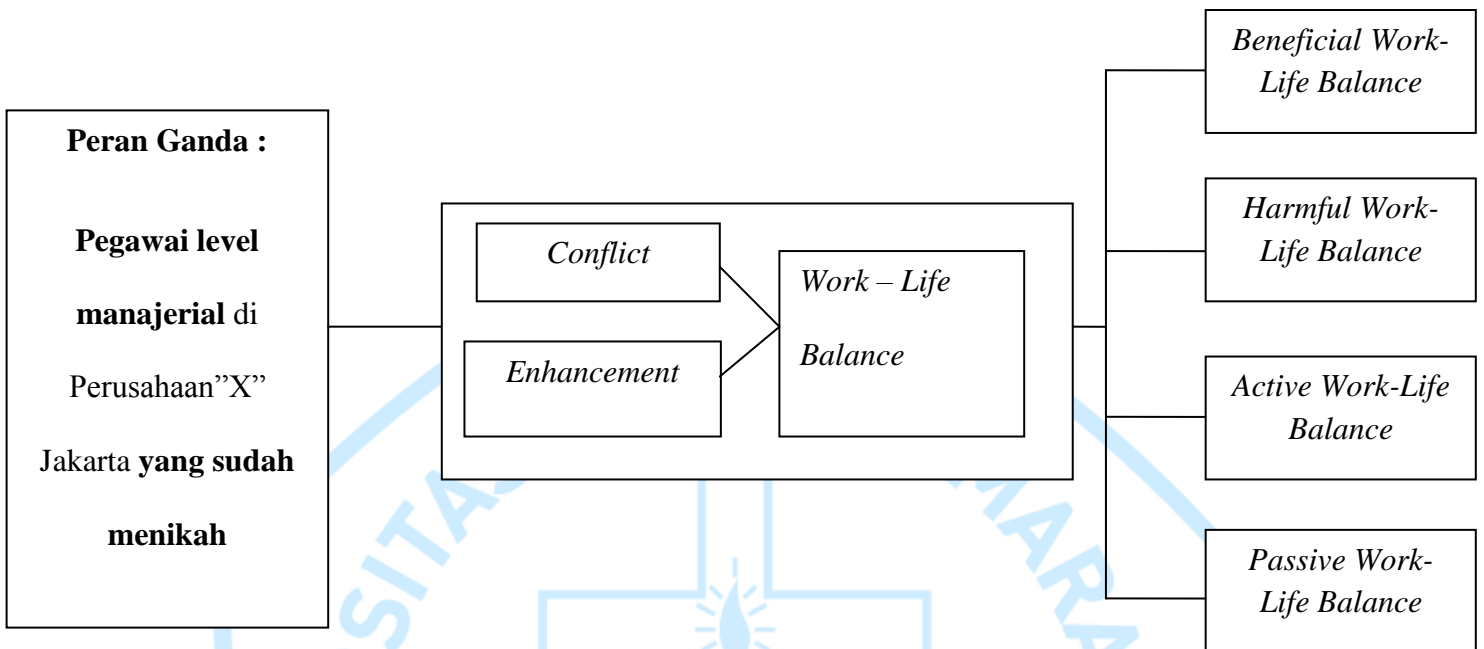 Peran Ganda :
Pegawai level
manajerial di
Perusahaan”X”
Jakarta yang sudah
menikah
Conflict
Enhancement
Work – Life
Balance
Beneficial Work-
Life Balance
Harmful Work-
Life Balance
Active Work-Life
Balance
Passive Work-
Life Balance